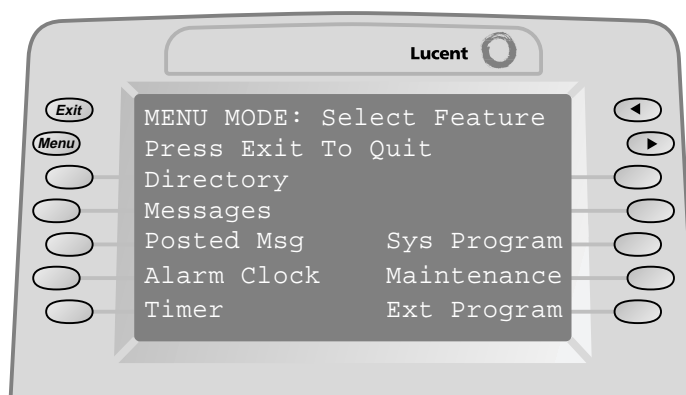 Lucent
Exit
Menu
MENU MODE: Select Feature
Press Exit To Quit
Directory
Messages
Posted Msg Sys Program
Alarm Clock Maintenance
Timer Ext Program